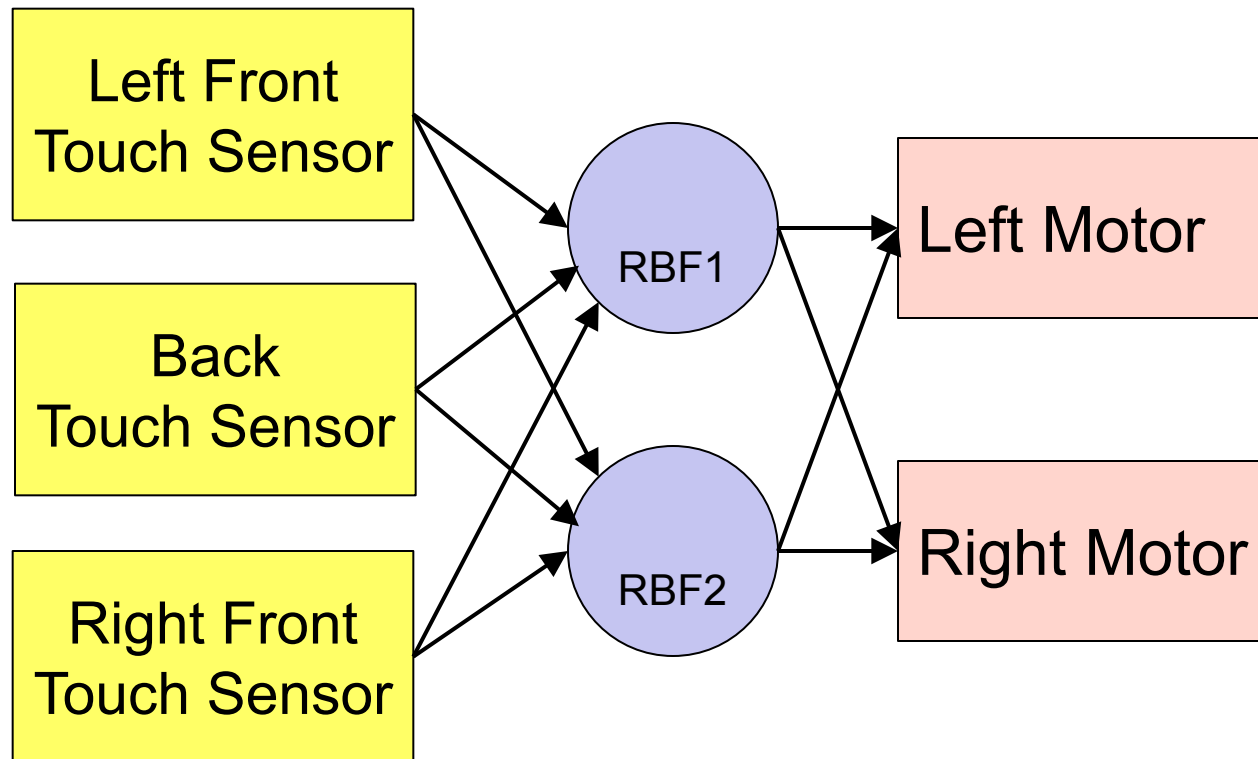 Left Front
Touch Sensor
Back
Touch Sensor
Right Front
Touch Sensor
RBF1
RBF2
Left Motor
Right Motor